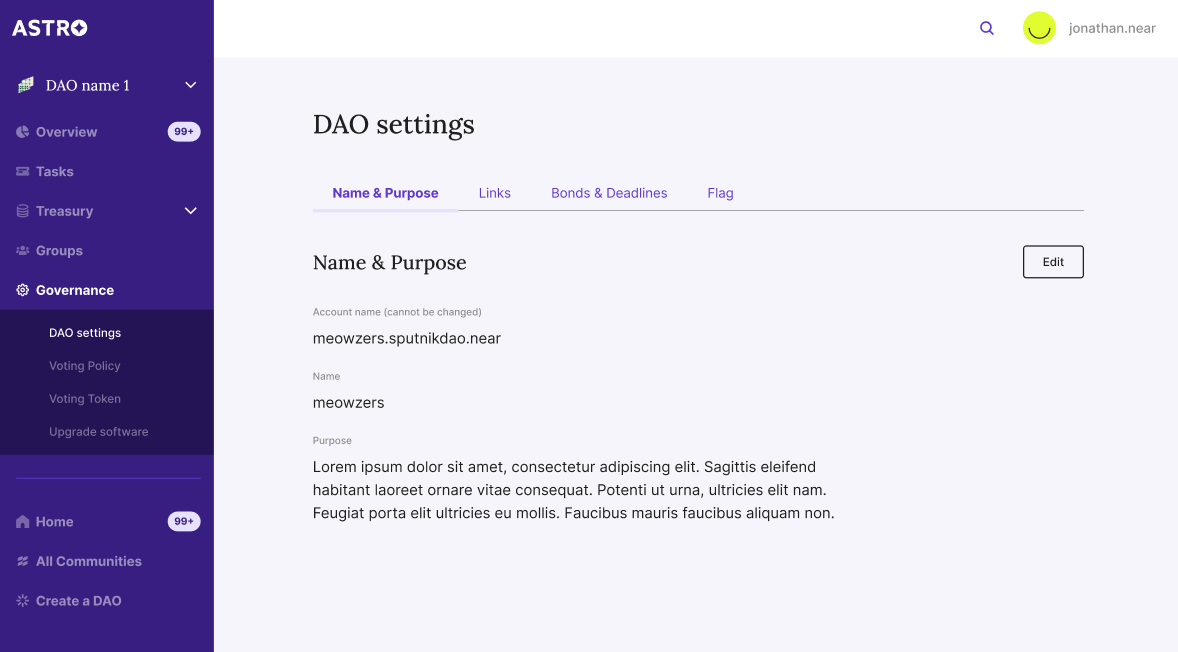 ASTRO
jonathan.near
DAO name 1
Overview 99+
Tasks
Treasury
Groups
Governance
DAO settings
Voting Policy
Voting Token
Upgrade software
Home 99+
All Communities
Create a DAO
DAO settings
Name & Purpose Links Bonds & Deadlines Flag
Name & Purpose
Edit
Account name (cannot be changed)
meowzers.sputnikdao.near
Name
meowzers
Purpose
Lorem ipsum dolor sit amet, consectetur adipiscing elit. Sagittis eleifend
habitant laoreet ornare vitae consequat. Potenti ut urna, ultricies elit nam.
Feugiat porta elit ultricies eu mollis. Faucibus mauris faucibus aliquam non.